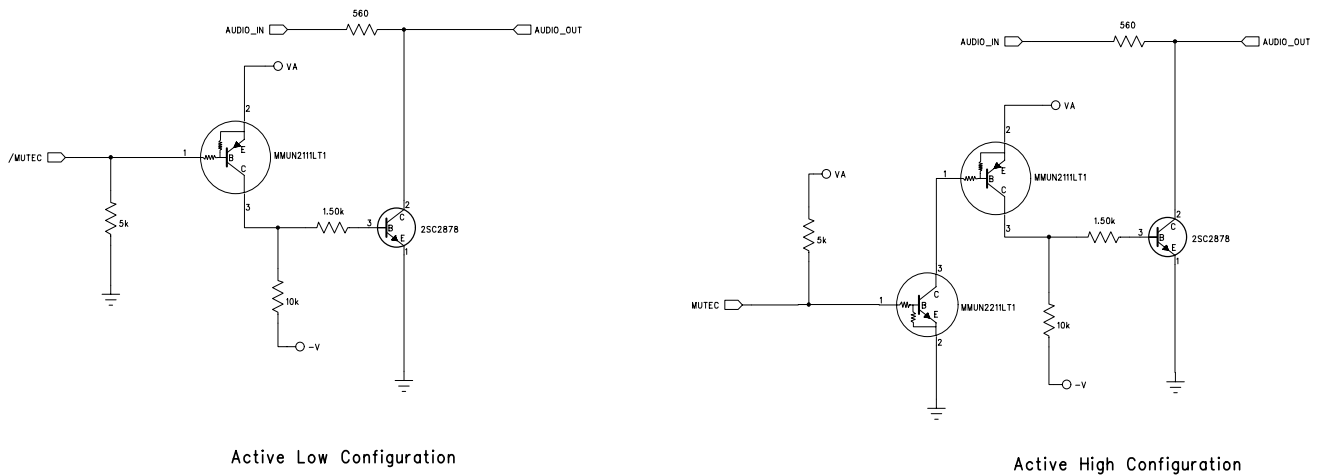 560
AUDIO_IN
AUDIO_OUT
VA
2
/MUTEC
1
B
E
C
MMUN2111LT1
3
5k
1.50k
3
B
C
E
2
1
2SC2878
10k
-V
Active Low Configuration
560
AUDIO_IN
AUDIO_OUT
VA
2
1
B
E
C
MMUN2111LT1
3
VA
5k
1.50k
3
B
C
E
2
1
2SC2878
3
MUTEC
1
B
C
E
MMUN2211LT1
2
10k
-V
Active High Configuration